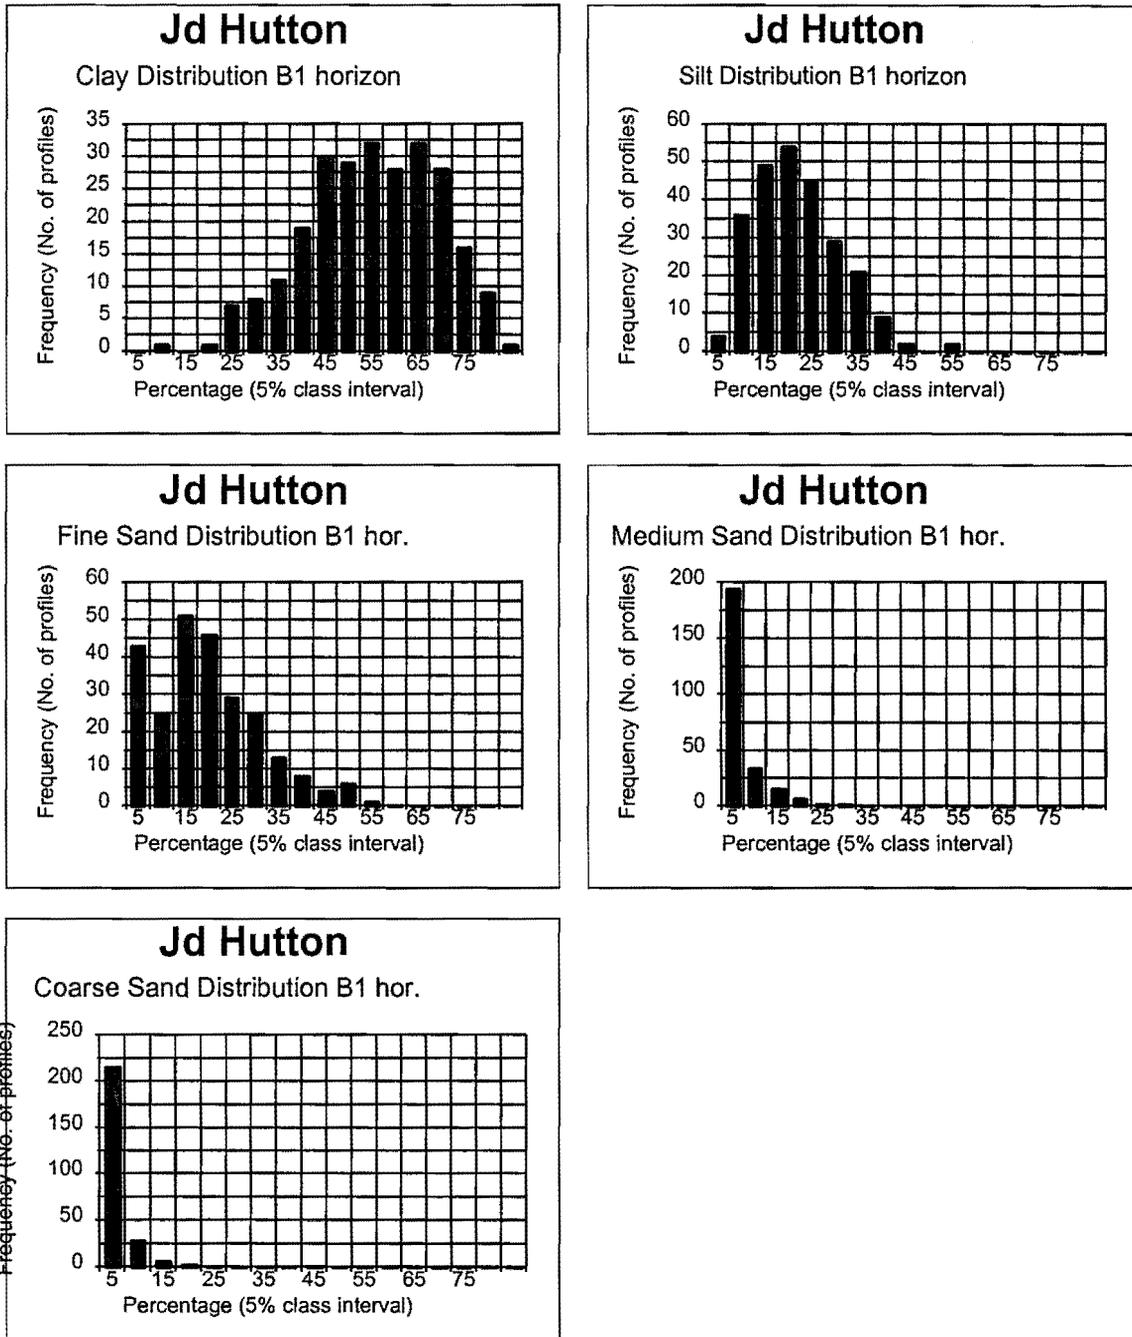 Jd Hutton
Clay Distribution B1 horizon
Frequency (No. of profiles)
35
30
25
20
15
10
5
0
5 15 25 35 45 55 65 75
Percentage (5% class interval)
Jd Hutton
Silt Distribution B1 horizon
Frequency (No. of profiles)
60
50
40
30
20
10
0
5 15 25 35 45 55 65 75
Percentage (5% class interval)
Jd Hutton
Fine Sand Distribution B1 hor.
Frequency (No. of profiles)
60
50
40
30
20
10
0
5 15 25 35 45 55 65 75
Percentage (5% class interval)
Jd Hutton
Medium Sand Distribution B1 hor.
Frequency (No. of profiles)
200
150
100
50
0
5 15 25 35 45 55 65 75
Percentage (5% class interval)
Jd Hutton
Coarse Sand Distribution B1 hor.
Frequency (No. of profiles)
250
200
150
100
50
0
5 15 25 35 45 55 65 75
Percentage (5% class interval)